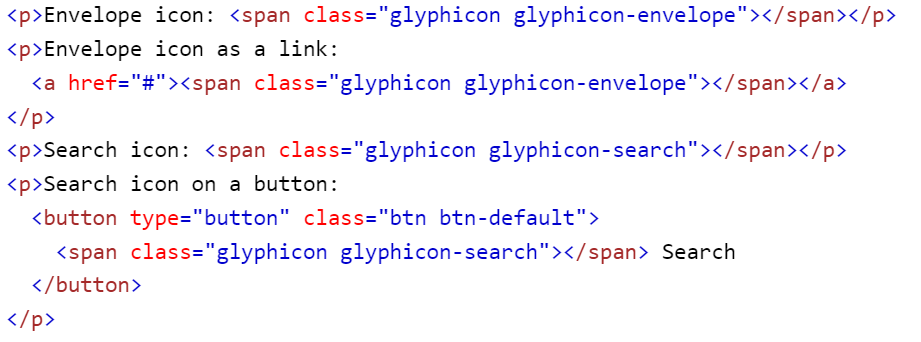 <p>Envelope icon: <span class="glyphicon glyphicon-envelope"></span></p>
<p>Envelope icon as a link:
  <a href="#"><span class="glyphicon glyphicon-envelope"></span></a>
</p>
<p>Search icon: <span class="glyphicon glyphicon-search"></span></p>
<p>Search icon on a button:
  <button type="button" class="btn btn-default">
    <span class="glyphicon glyphicon-search"></span> Search
  </button>
</p>